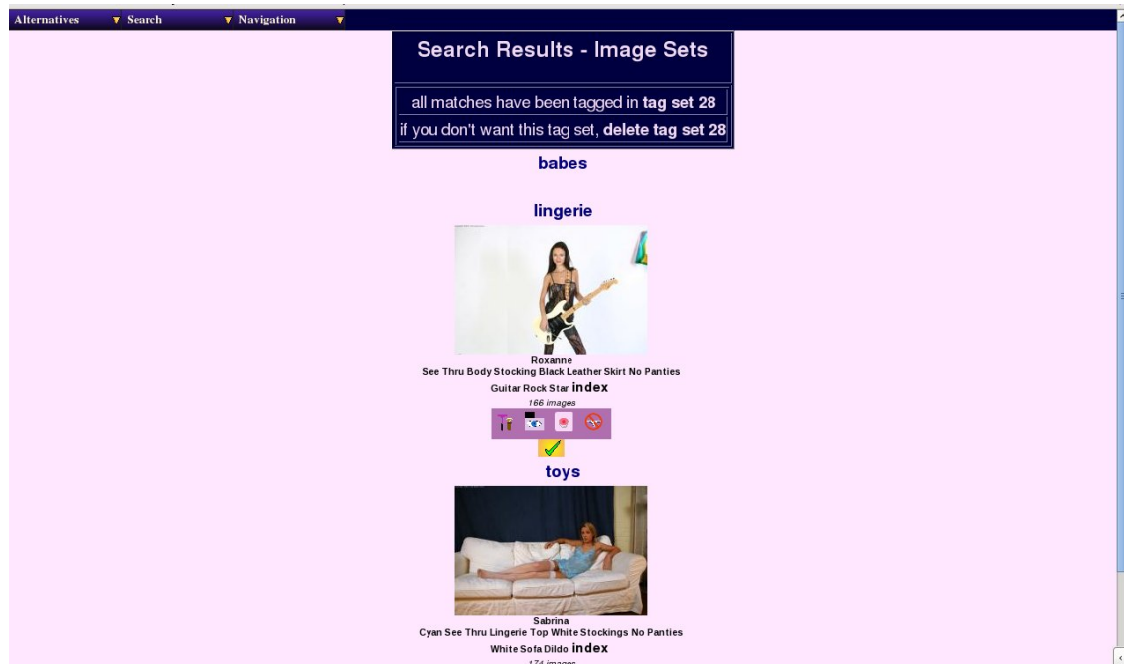 Alternatives Search Navigation
Search Results - Image Sets
all matches have been tagged in tag set 28
if you don't want this tag set, delete tag set 28
babes
lingerie
Roxanne
See Thru Body Stocking Black Leather Skirt No Panties
Guitar Rock Star index
166 images
toys
Sabrina
Cyan See Thru Lingerie Top White Stockings No Panties
White Sofa Dildo index
174 images